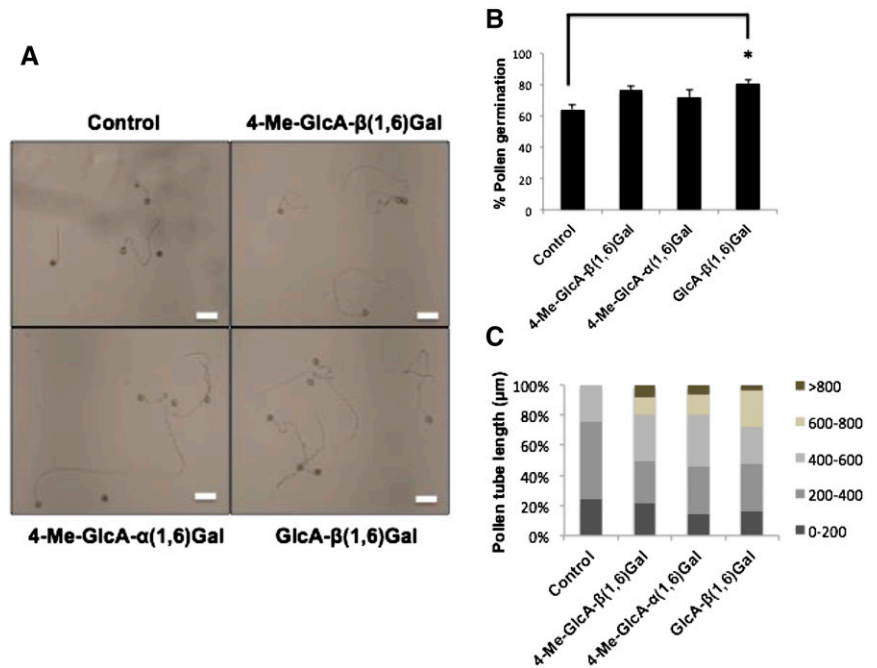 A
Control
4-Me-GlcA-β(1,6)Gal
4-Me-GlcA-α(1,6)Gal
GlcA-β(1,6)Gal
B
% Pollen germination
100
80
60
40
20
0
*
Control
4-Me-GlcA-β(1,6)Gal
4-Me-GlcA-α(1,6)Gal
GlcA-β(1,6)Gal
C
Pollen tube length (μm)
100%
80%
60%
40%
20%
0%
Control
4-Me-GlcA-β(1,6)Gal
4-Me-GlcA-α(1,6)Gal
GlcA-β(1,6)Gal
>800
600-800
400-600
200-400
0-200